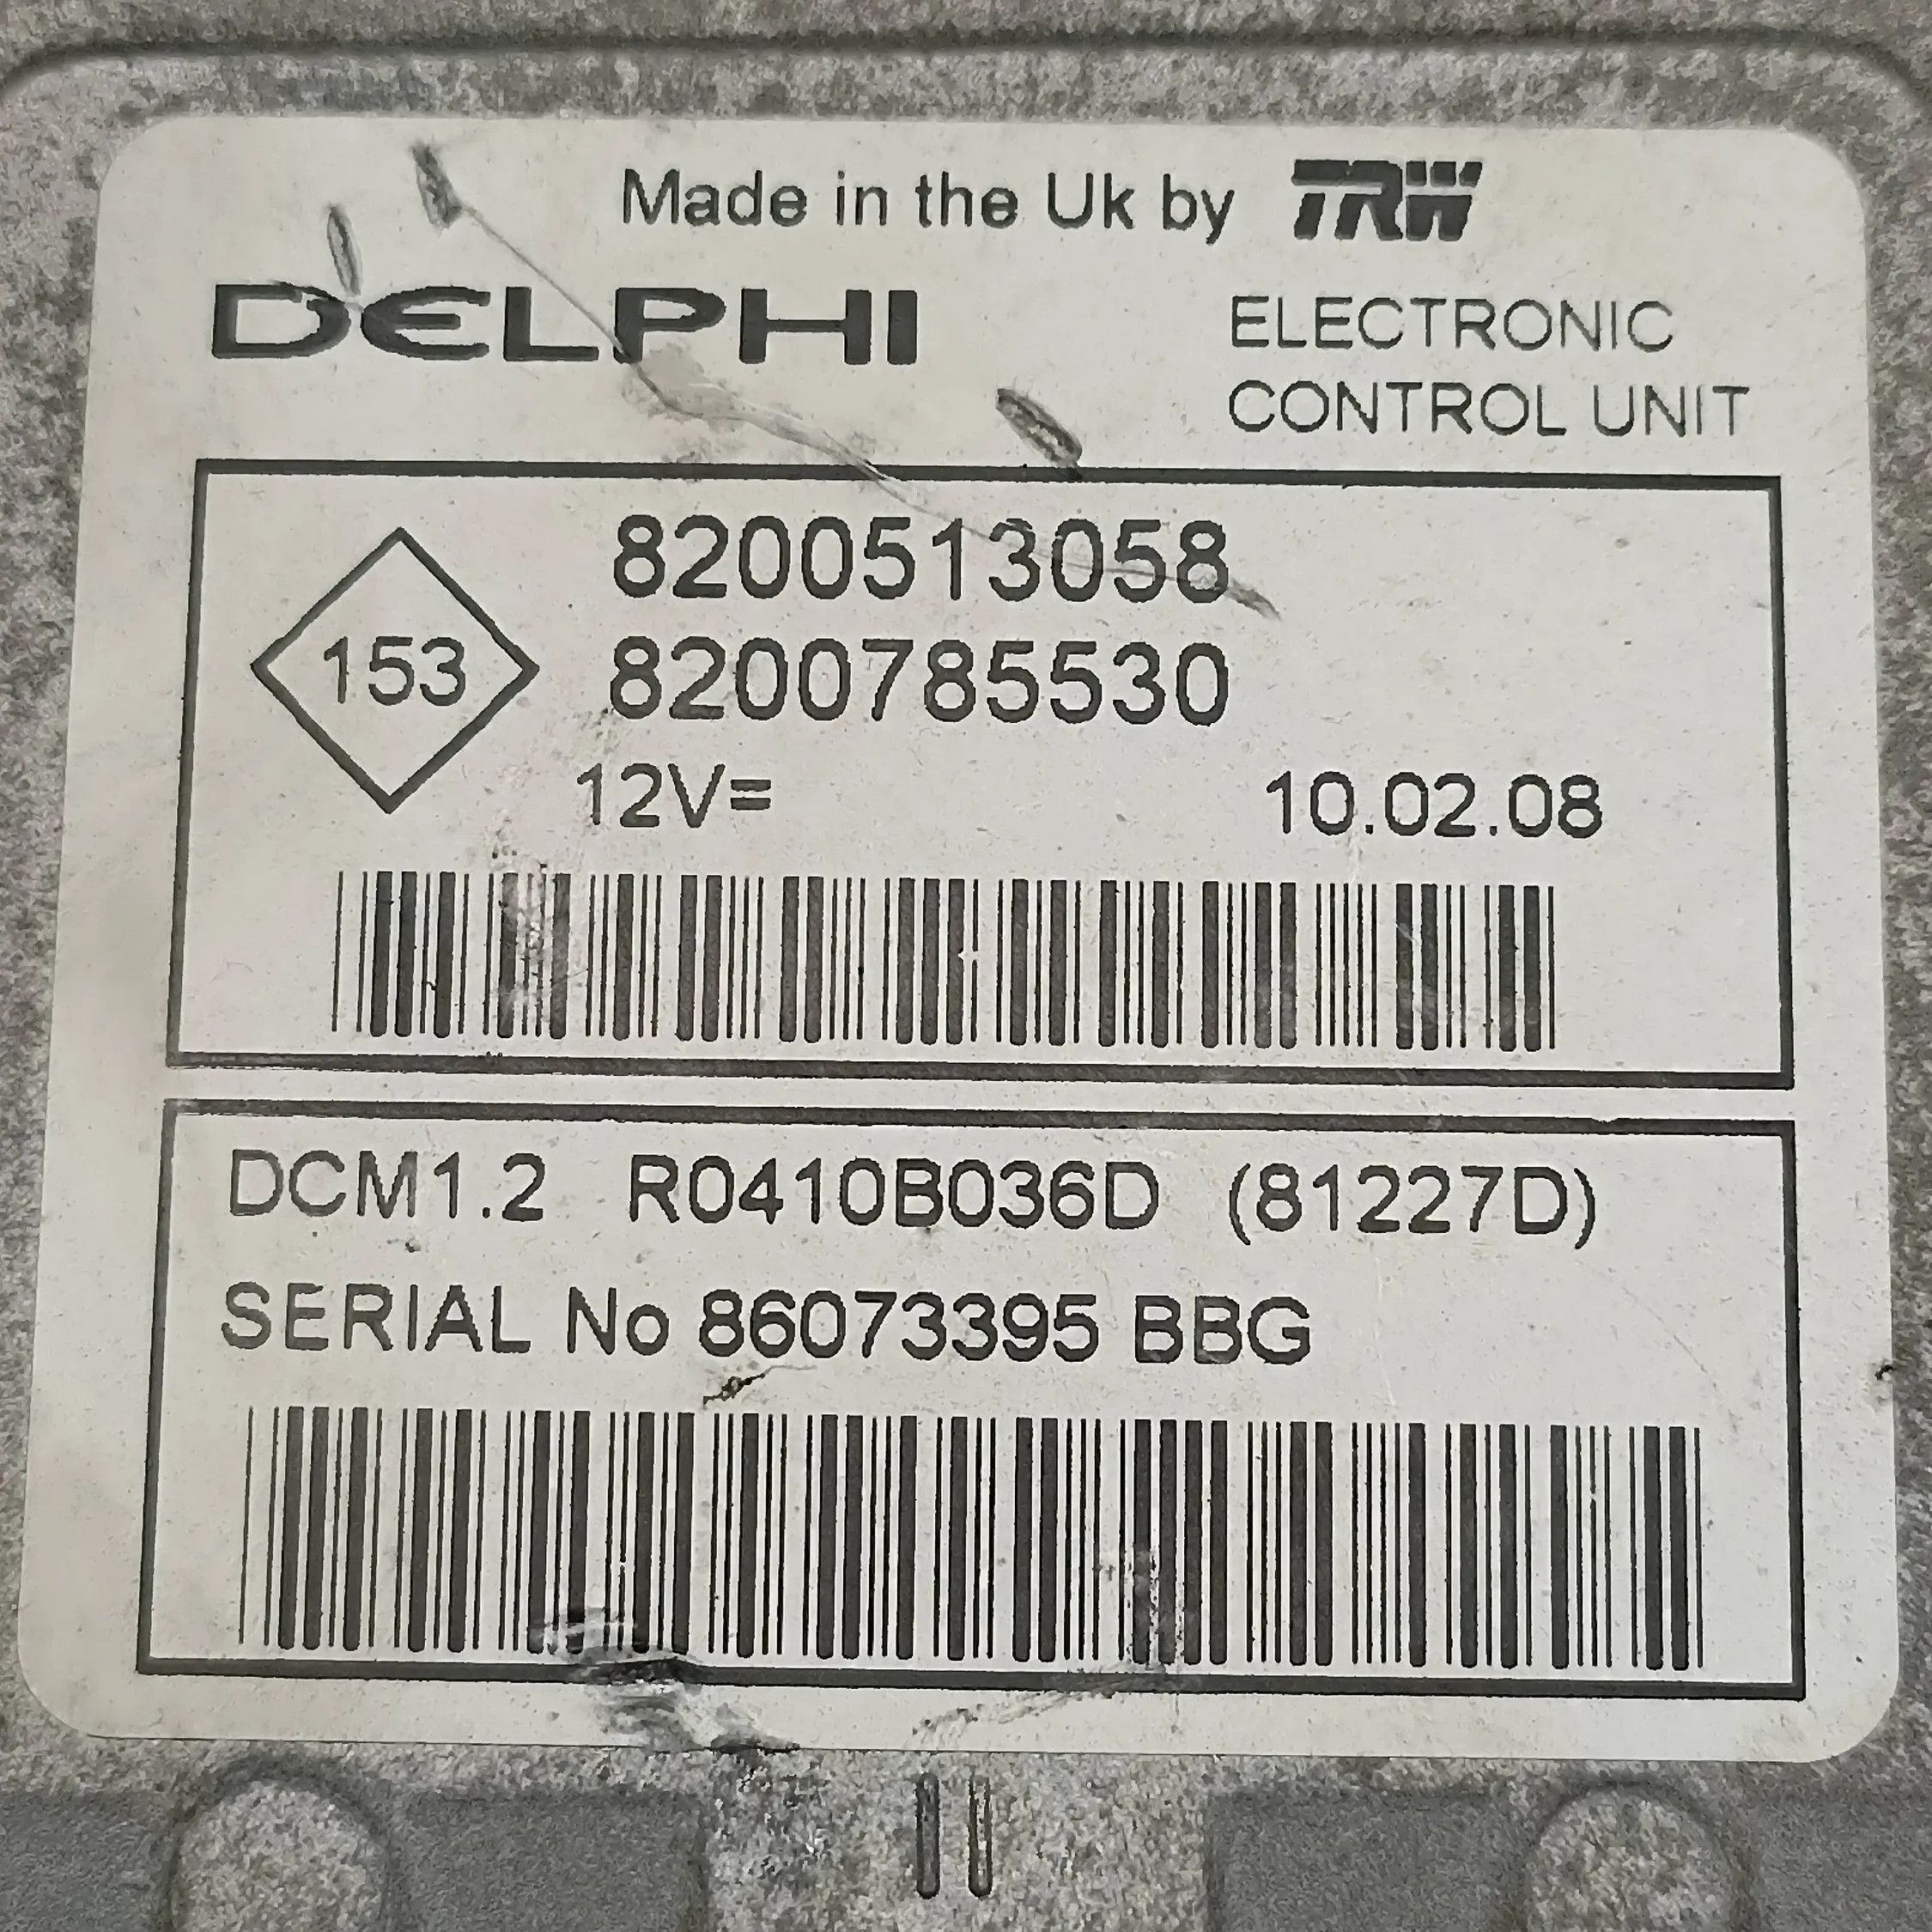 Made in the Uk by TRW
DELPHI
ELECTRONIC
CONTROL UNIT
8200513058
153
8200785530
12V= 10.02.08
DCM1.2 R0410B036D (81227D)
SERIAL No 86073395 BBG